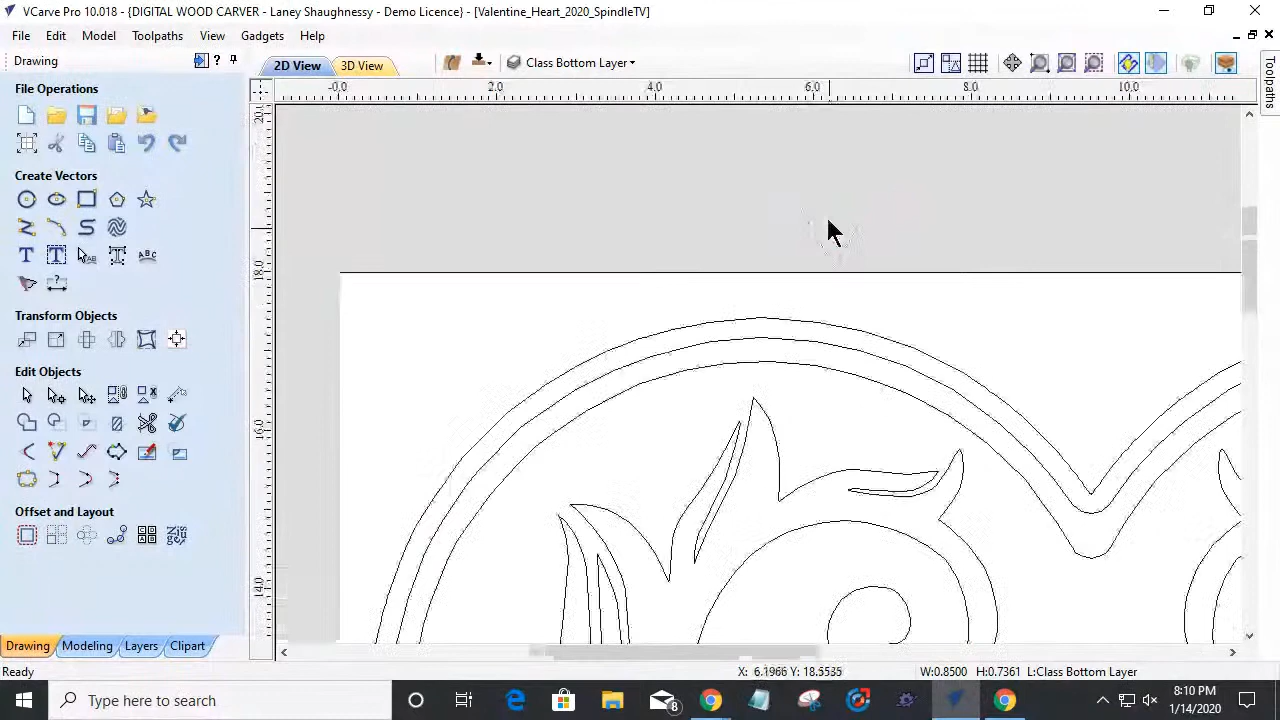 VCarve Pro 10.018 - {DIGITAL WOOD CARVER - Laney Shaughnessy - Demo Licence} - [Valentine_Heart_2020_SpindleTV]
File Edit Model Toolpaths View Gadgets Help
Drawing
2D View 3D View Class Bottom Layer
File Operations
-0.0 2.0 4.0 6.0 8.0 10.0
Toolpaths
20.0
Create Vectors
18.0
Transform Objects
Edit Objects
16.0
Offset and Layout
14.0
Drawing Modeling Layers Clipart
Ready X: 6.1966 Y: 18.5535 W:0.8500 H:0.7361 L:Class Bottom Layer
Type here to search
8
8:10 PM
1/14/2020